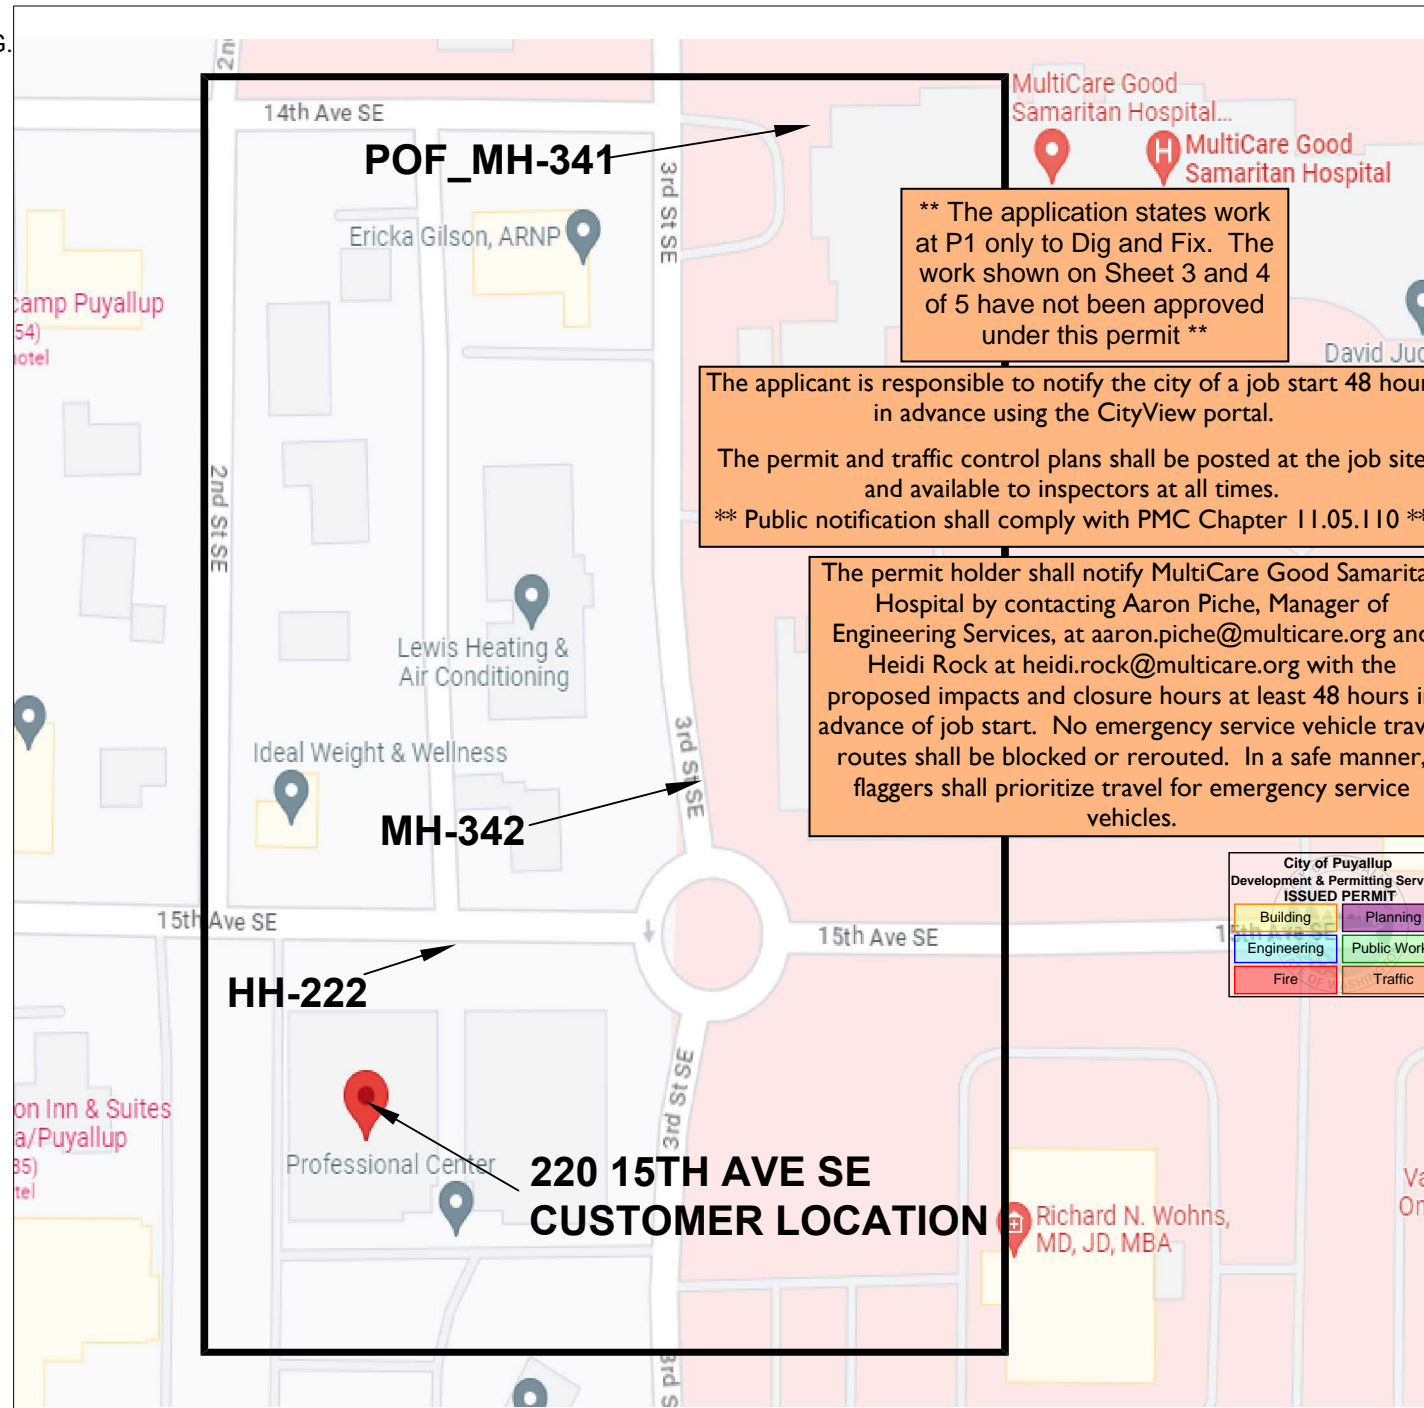 G.
2nd
14th Ave SE
POF_MH-341
3rd St SE
MultiCare Good
Samaritan Hospital...
MultiCare Good
Samaritan Hospital
Ericka Gilson, ARNP
** The application states work
at P1 only to Dig and Fix. The
work shown on Sheet 3 and 4
of 5 have not been approved
under this permit **
camp Puyallup
54)
hotel
David Jud
The applicant is responsible to notify the city of a job start 48 hour
in advance using the CityView portal.
The permit and traffic control plans shall be posted at the job site
and available to inspectors at all times.
** Public notification shall comply with PMC Chapter 11.05.110 **
2nd St SE
The permit holder shall notify MultiCare Good Samarita
Hospital by contacting Aaron Piche, Manager of
Engineering Services, at aaron.piche@multicare.org and
Heidi Rock at heidi.rock@multicare.org with the
proposed impacts and closure hours at least 48 hours i
advance of job start. No emergency service vehicle trav
routes shall be blocked or rerouted. In a safe manner,
flaggers shall prioritize travel for emergency service
vehicles.
Lewis Heating &
Air Conditioning
Ideal Weight & Wellness
3rd St SE
MH-342
City of Puyallup
Development & Permitting Serv
ISSUED PERMIT
Building
Planning
Engineering
Public Work
Fire
Traffic
15th Ave SE
15th Ave SE
15th Ave SE
HH-222
3rd St SE
on Inn & Suites
a/Puyallup
35)
tel
Professional Center
220 15TH AVE SE
CUSTOMER LOCATION
Richard N. Wohns,
MD, JD, MBA
Va
On
3rd S